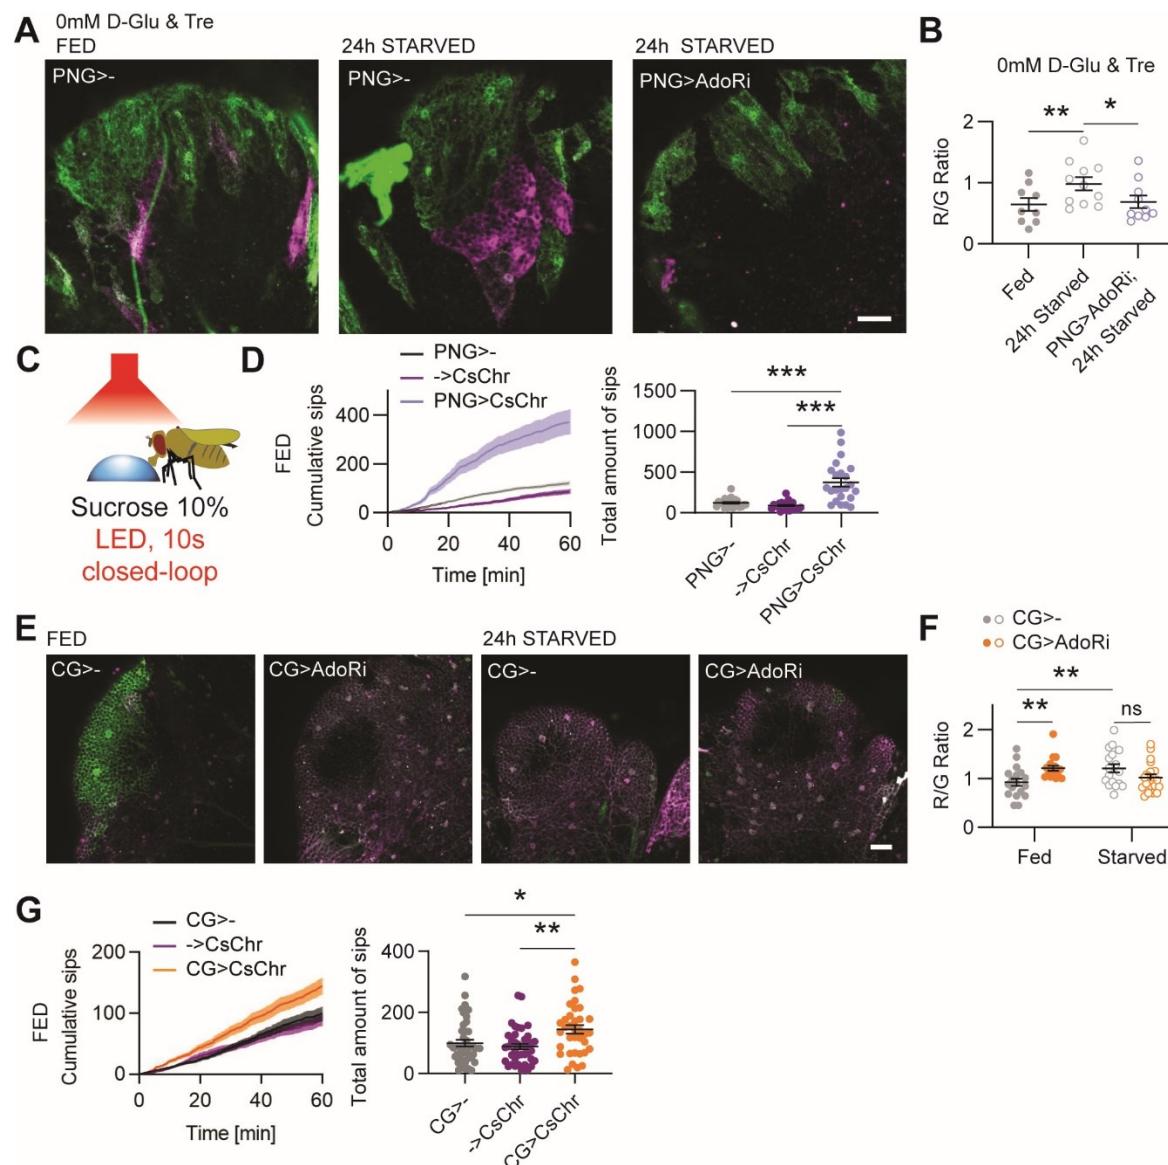 A
0mM D-Glu & Tre
FED
24h STARVED
24h STARVED
PNG>-
PNG>-
PNG>AdoRi
B
0mM D-Glu & Tre
**
*
2
1
0
R/G Ratio
Fed
24h Starved
PNG>AdoRi;
24h Starved
C
Sucrose 10%
LED, 10s
closed-loop
D
PNG>-
->CsChr
PNG>CsChr
FED
Cumulative sips
400
200
0
0
20
40
60
Time [min]
***
***
Total amount of sips
1500
1000
500
0
PNG>-
->CsChr
PNG>CsChr
E
FED
24h STARVED
CG>-
CG>AdoRi
CG>-
CG>AdoRi
F
CG>-
CG>AdoRi
**
**
ns
2
1
0
R/G Ratio
Fed
Starved
G
CG>-
->CsChr
CG>CsChr
FED
Cumulative sips
200
100
0
0
20
40
60
Time [min]
*
**
Total amount of sips
400
200
0
CG>-
->CsChr
CG>CsChr